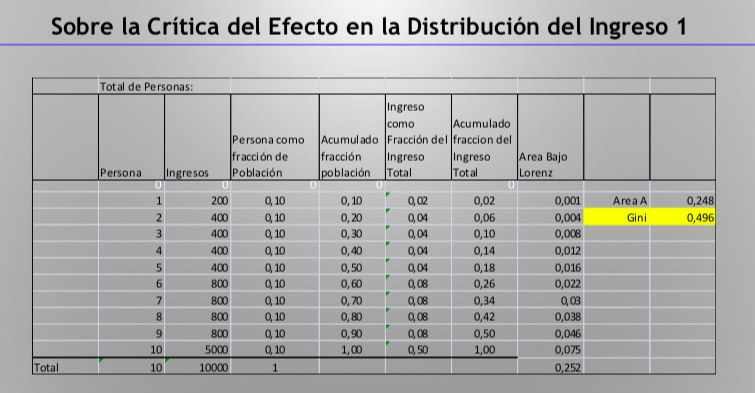 Sobre la Crítica del Efecto en la Distribución del Ingreso 1
Total de Personas:
Persona Ingresos Persona como fracción de Población Acumulado fracción población Ingreso como Fracción del Ingreso Total Acumulado fraccion del Ingreso Total Area Bajo Lorenz
0 0 0 0 0
1 200 0,10 0,10 0,02 0,02 0,001 Area A 0,248
2 400 0,10 0,20 0,04 0,06 0,004 Gini 0,496
3 400 0,10 0,30 0,04 0,10 0,008
4 400 0,10 0,40 0,04 0,14 0,012
5 400 0,10 0,50 0,04 0,18 0,016
6 800 0,10 0,60 0,08 0,26 0,022
7 800 0,10 0,70 0,08 0,34 0,03
8 800 0,10 0,80 0,08 0,42 0,038
9 800 0,10 0,90 0,08 0,50 0,046
10 5000 0,10 1,00 0,50 1,00 0,075
Total 10 10000 1 0,252